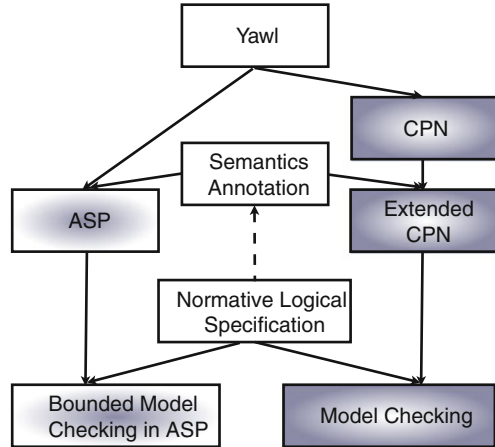 Yawl
CPN
Semantics
Annotation
ASP
Extended
CPN
Normative Logical
Specification
Bounded Model
Checking in ASP
Model Checking